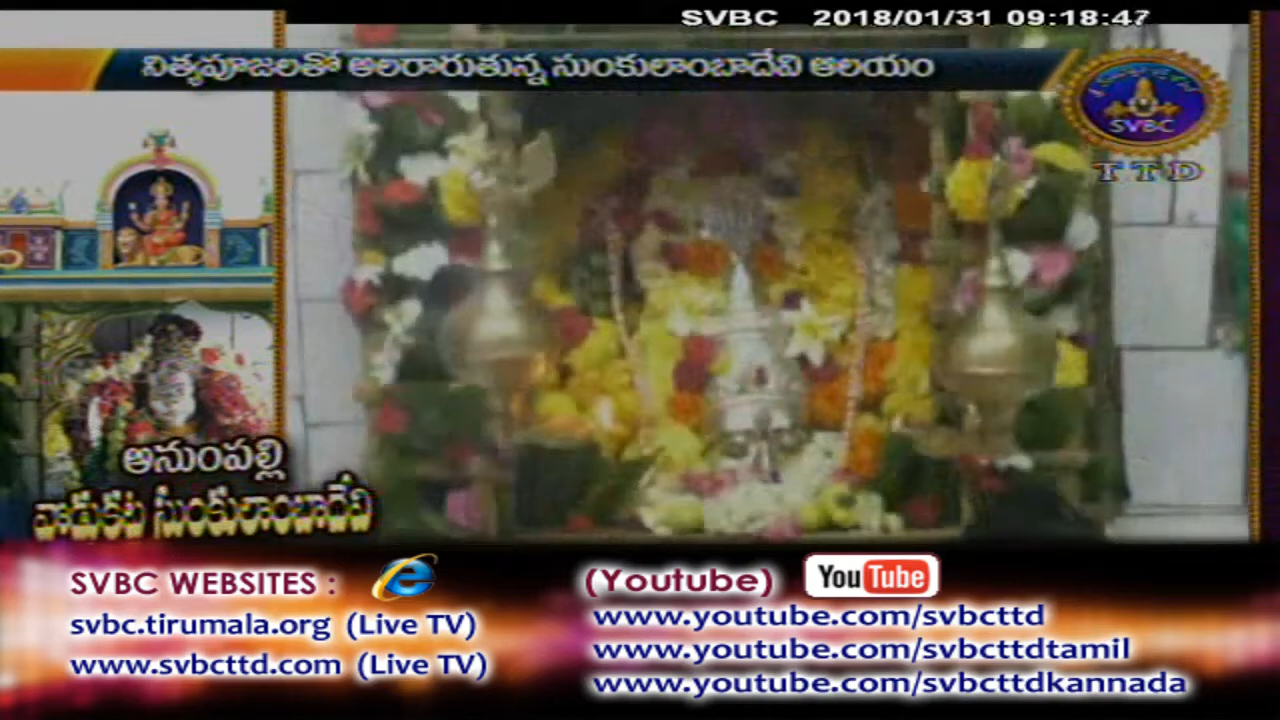 SVBC 2018/01/31 09:18:47
నిత్యపూజలతో అలరారుతున్న సుంకులాంబాదేవి ఆలయం
SVBC
TTD
అనుంపల్లి
వాడుకట సుంకులాంబాదేవి
SVBC WEBSITES :
svbc.tirumala.org (Live TV)
www.svbcttd.com (Live TV)
(Youtube) YouTube
www.youtube.com/svbcttd
www.youtube.com/svbcttdtamil
www.youtube.com/svbcttdkannada